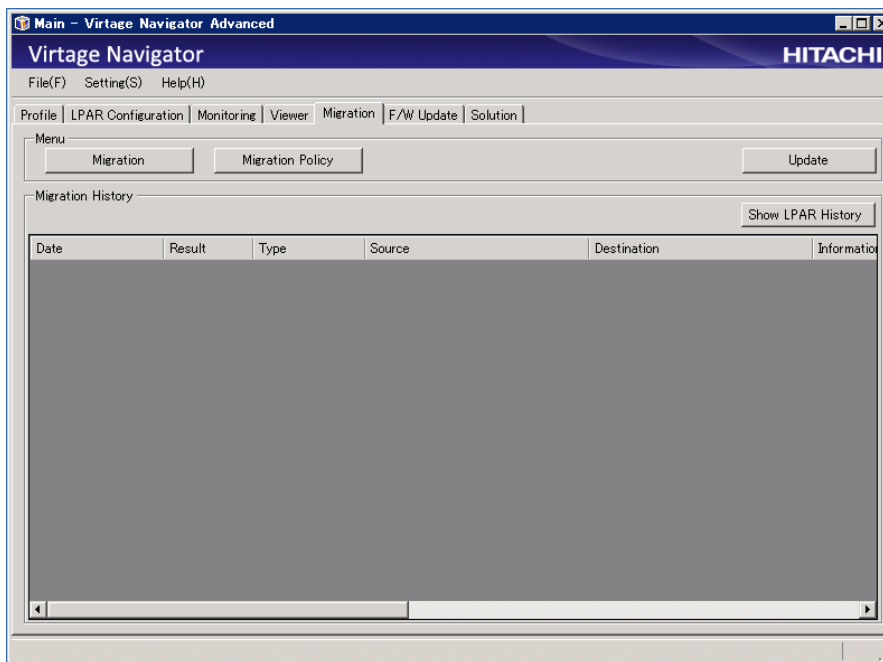 Main - Virtage Navigator Advanced
Virtage Navigator HITACHI
File(F) Setting(S) Help(H)
Profile LPAR Configuration Monitoring Viewer Migration F/W Update Solution
Menu
Migration Migration Policy Update
Migration History
Show LPAR History
Date Result Type Source Destination Informatio